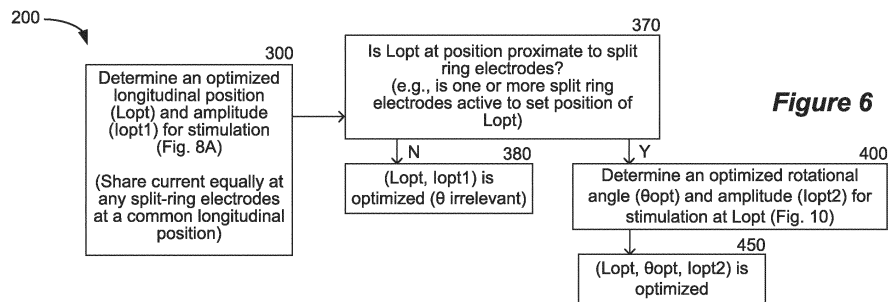 200
300
Determine an optimized
longitudinal position
(Lopt) and amplitude
(Iopt1) for stimulation
(Fig. 8A)
(Share current equally at
any split-ring electrodes
at a common longitudinal
position)
370
Is Lopt at position proximate to split
ring electrodes?
(e.g., is one or more split ring
electrodes active to set position of
Lopt)
Figure 6
N
380
(Lopt, Iopt1) is
optimized (θ irrelevant)
Y
400
Determine an optimized rotational
angle (θopt) and amplitude (Iopt2) for
stimulation at Lopt (Fig. 10)
450
(Lopt, θopt, Iopt2) is
optimized